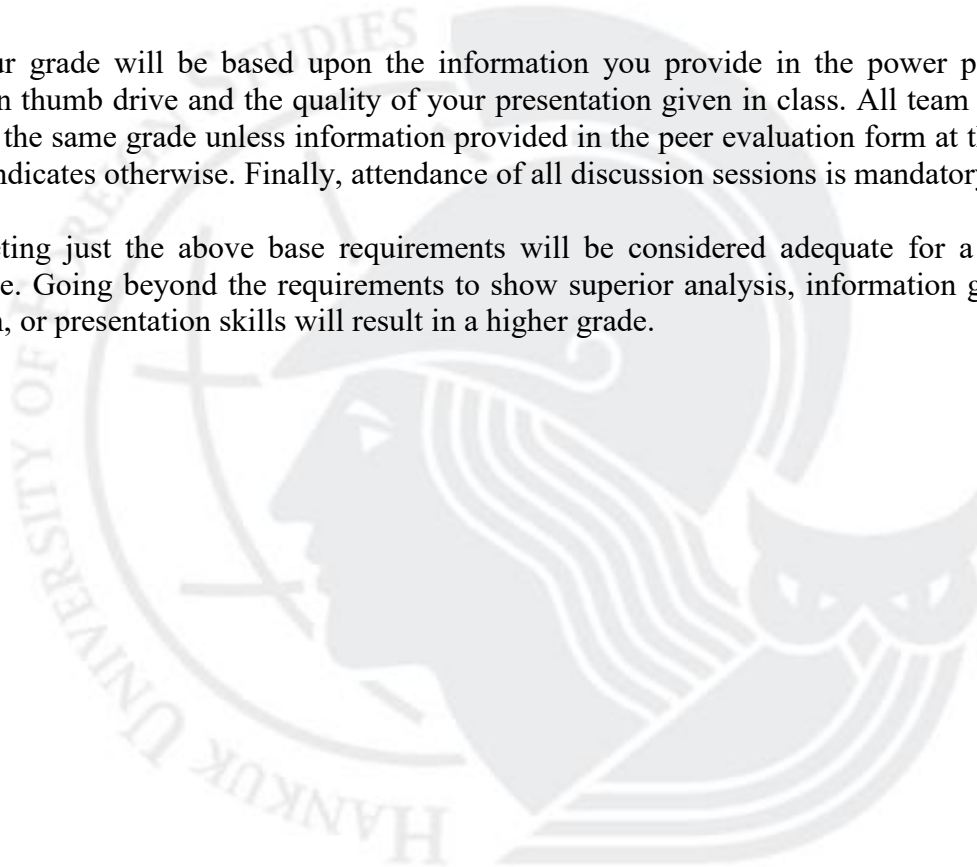 ur grade will be based upon the information you provide in the power p
n thumb drive and the quality of your presentation given in class. All team
the same grade unless information provided in the peer evaluation form at t
ndicates otherwise. Finally, attendance of all discussion sessions is mandatory
ting just the above base requirements will be considered adequate for a
e. Going beyond the requirements to show superior analysis, information g
, or presentation skills will result in a higher grade.
HANKUK UNIVERSITY OF FOREIGN STUDIES